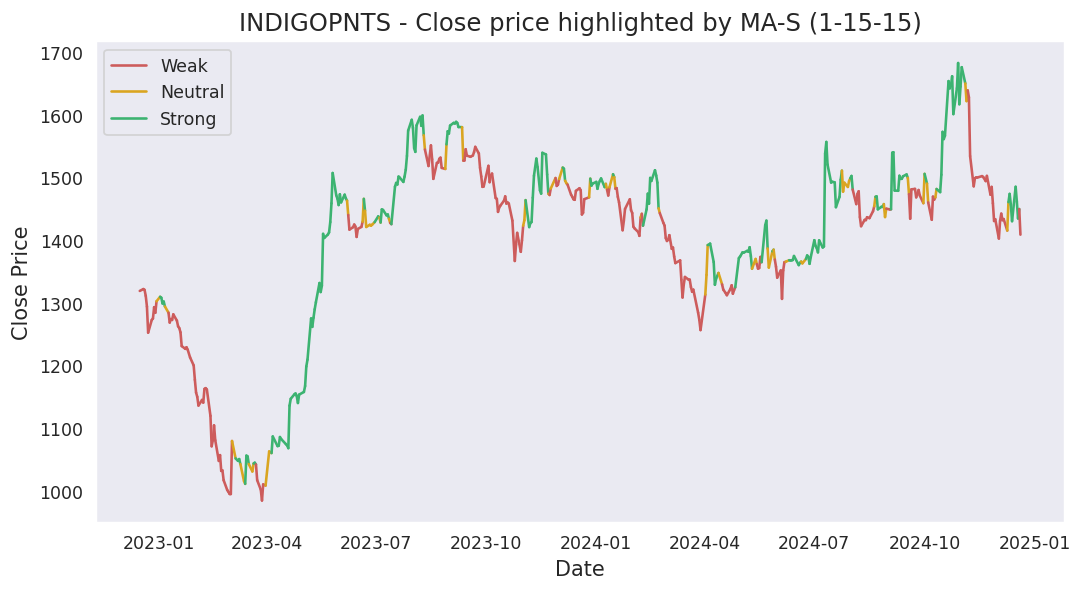 INDIGOPNTS - Close price highlighted by MA-S (1-15-15)
Weak
Neutral
Strong
Close Price
1700
1600
1500
1400
1300
1200
1100
1000
2023-01 2023-04 2023-07 2023-10 2024-01 2024-04 2024-07 2024-10 2025-01
Date